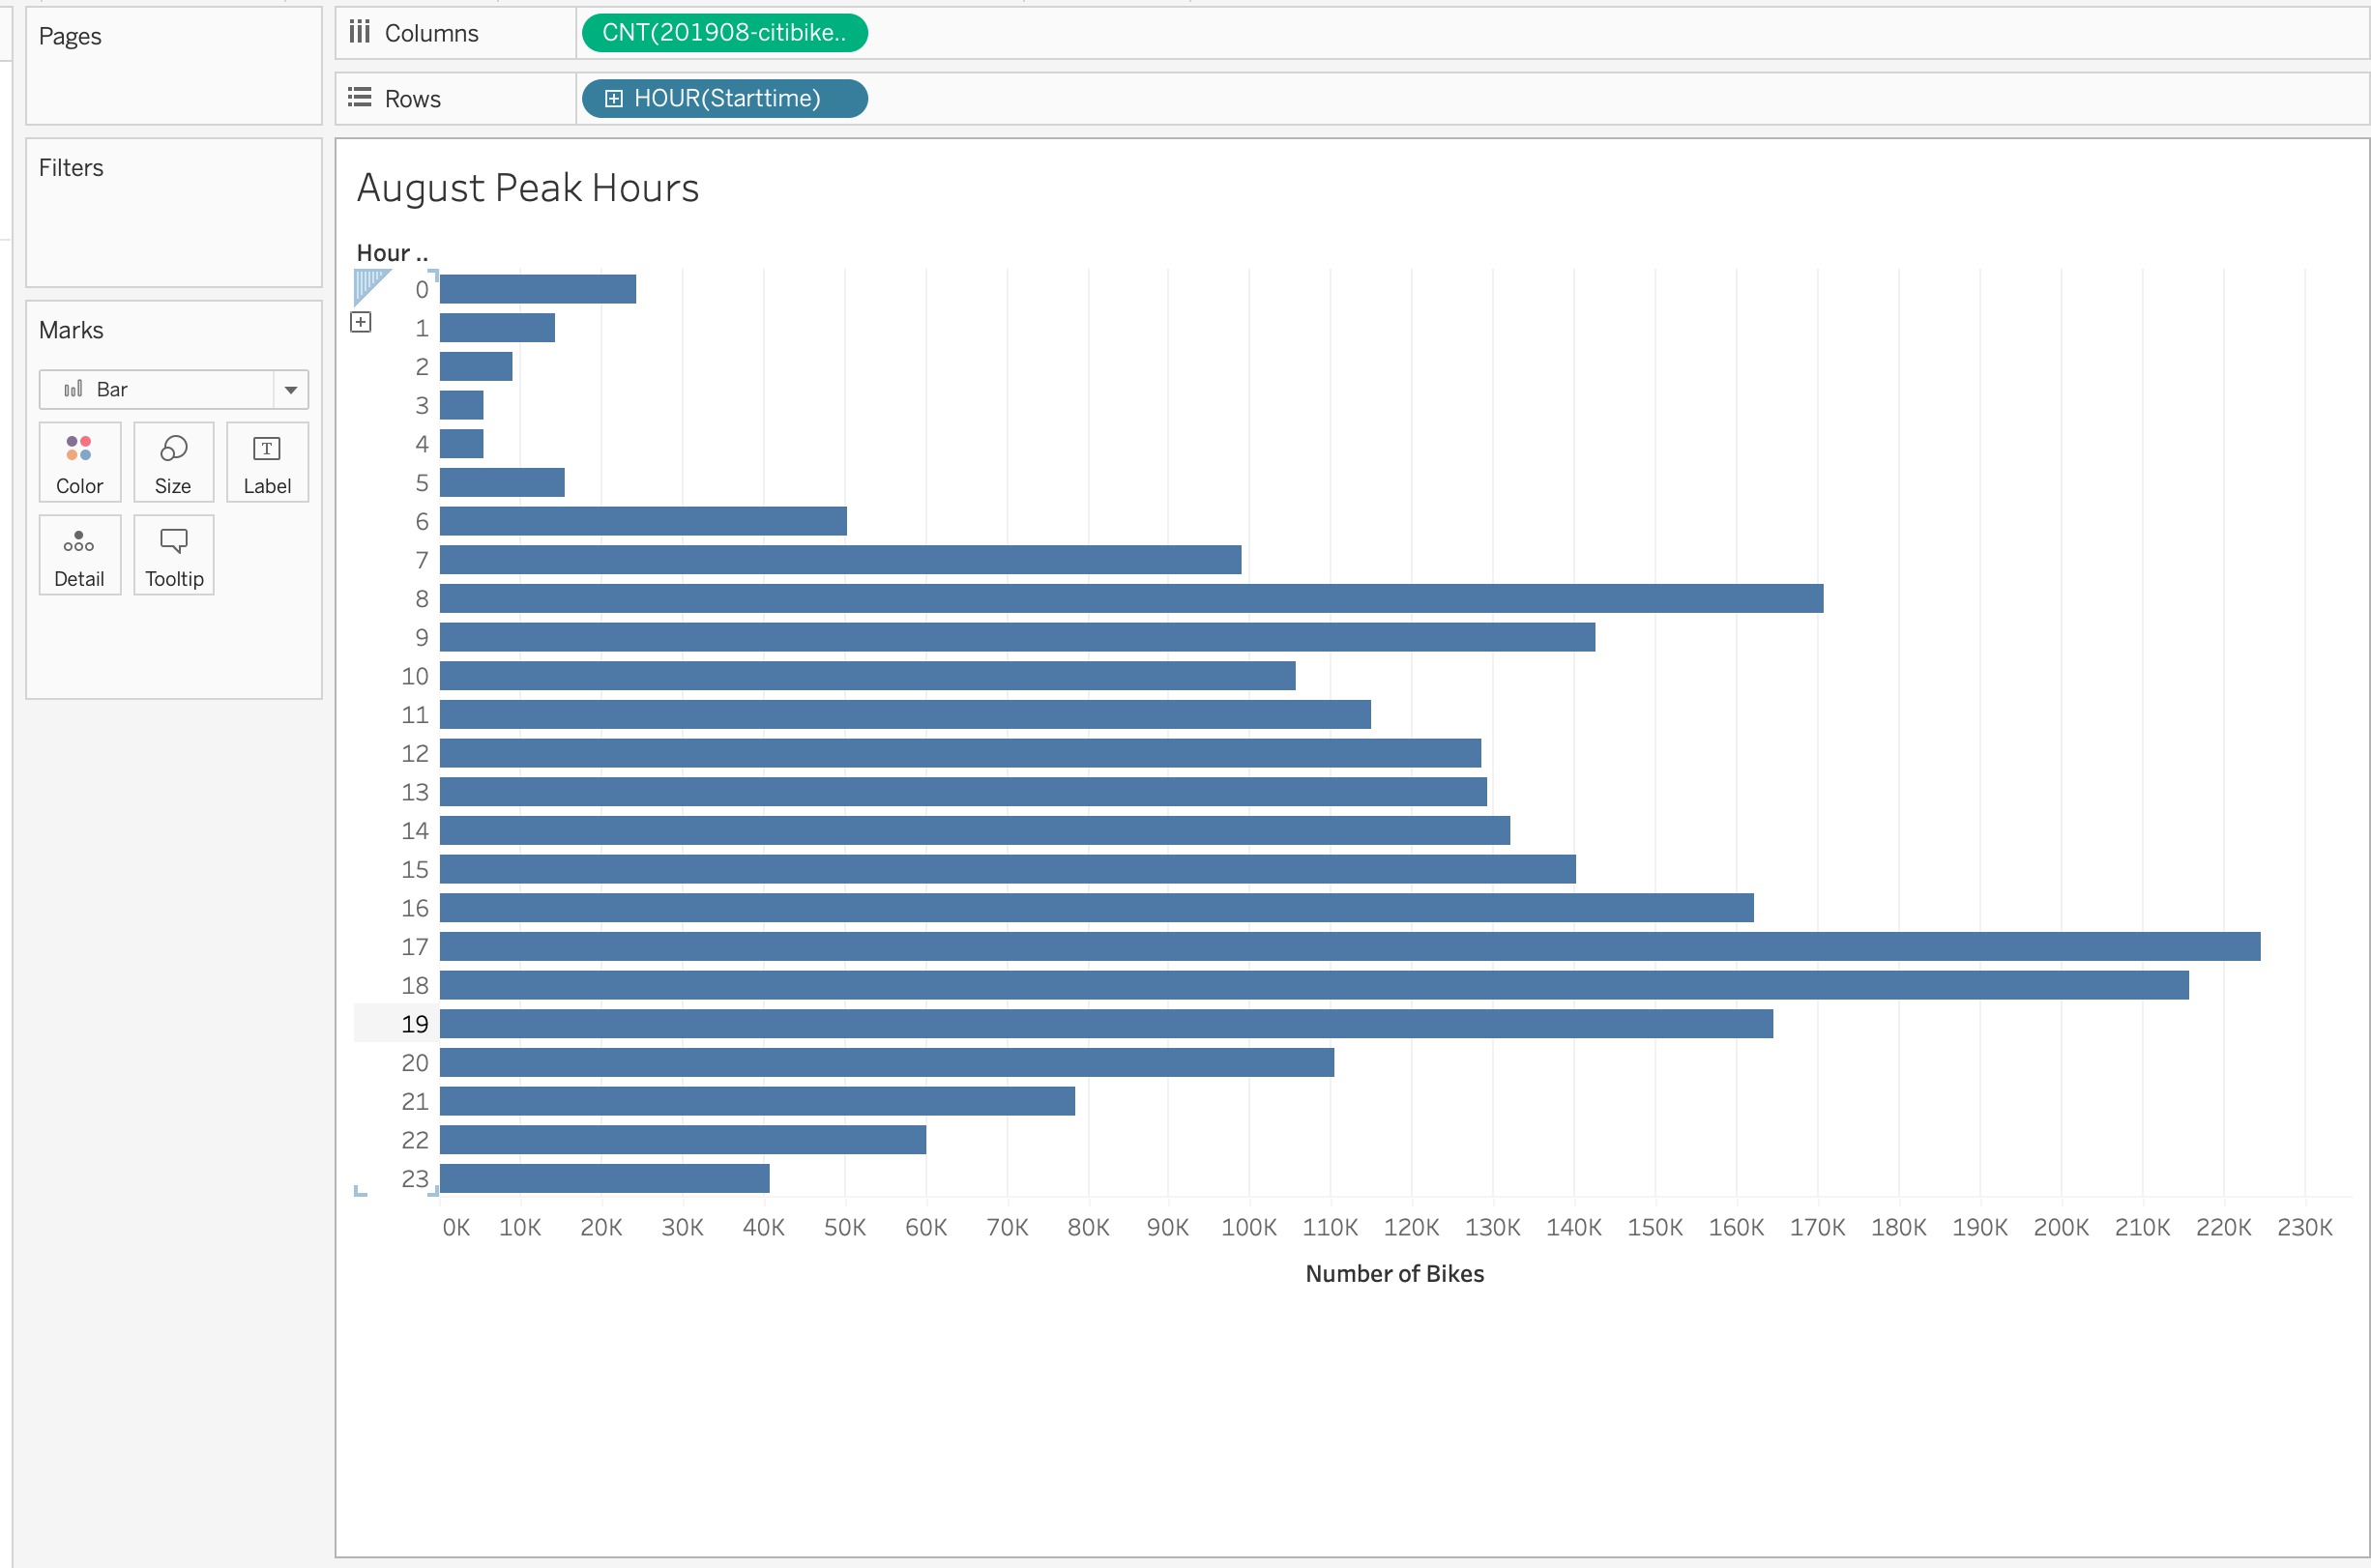 Pages
Columns
CNT(201908-citibike..
Rows
HOUR(Starttime)
Filters
Marks
Bar
Color
Size
Label
Detail
Tooltip
August Peak Hours
Hour ..
0
1
2
3
4
5
6
7
8
9
10
11
12
13
14
15
16
17
18
19
20
21
22
23
0K 10K 20K 30K 40K 50K 60K 70K 80K 90K 100K 110K 120K 130K 140K 150K 160K 170K 180K 190K 200K 210K 220K 230K
Number of Bikes